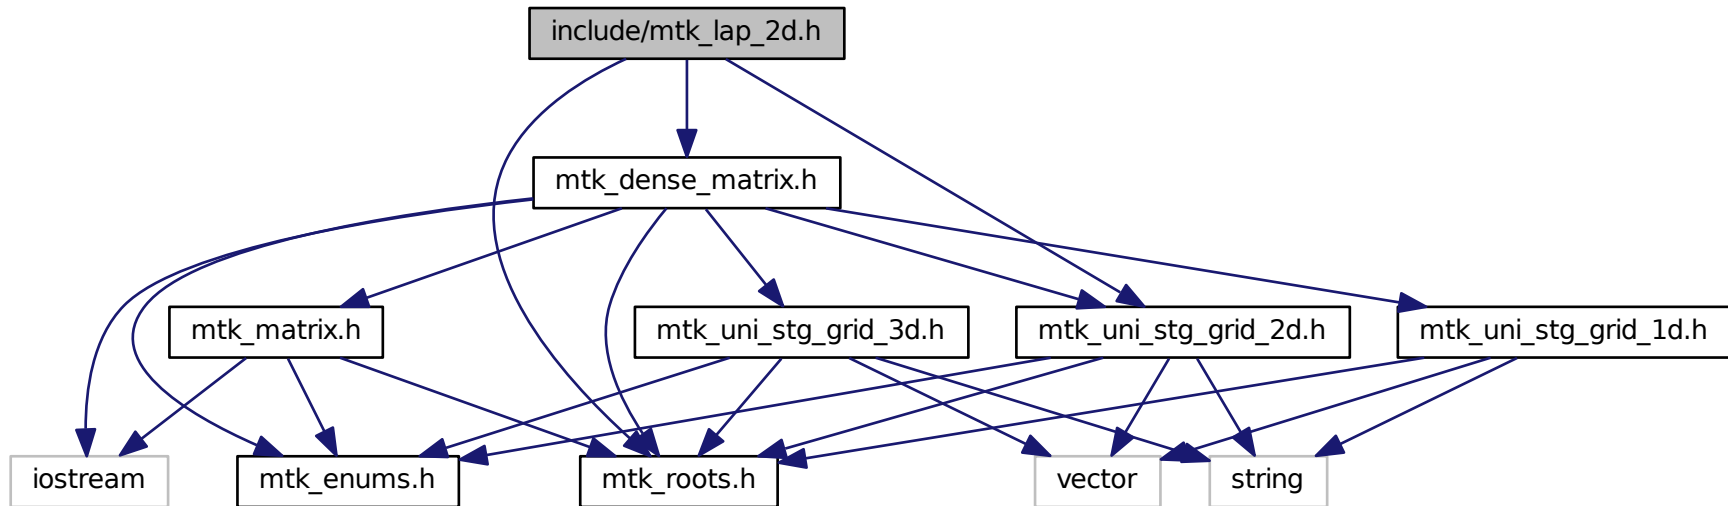 include/mtk_lap_2d.h
mtk_dense_matrix.h
mtk_matrix.h
mtk_uni_stg_grid_3d.h
mtk_uni_stg_grid_2d.h
mtk_uni_stg_grid_1d.h
iostream
mtk_enums.h
mtk_roots.h
vector
string